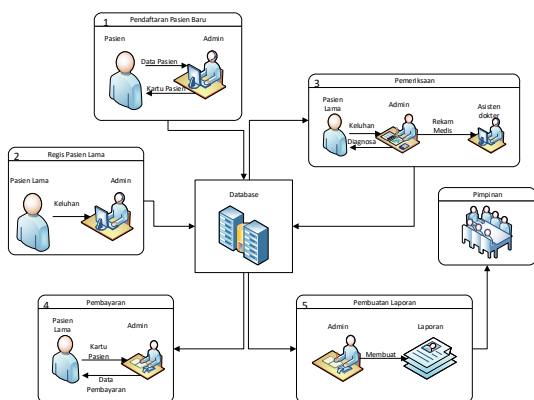 1
Pendaftaran Pasien Baru
Pasien
Admin
Data Pasien
Kartu Pasien
2
Regis Pasien Lama
Pasien Lama
Admin
Keluhan
3
Pemeriksaan
Pasien
Lama
Admin
Asisten
dokter
Keluhan
Diagnosa
Rekam
Medis
Database
Pimpinan
4
Pembayaran
Pasien
Lama
Admin
Kartu
Pasien
Data
Pembayaran
5
Pembuatan Laporan
Admin
Laporan
Membuat